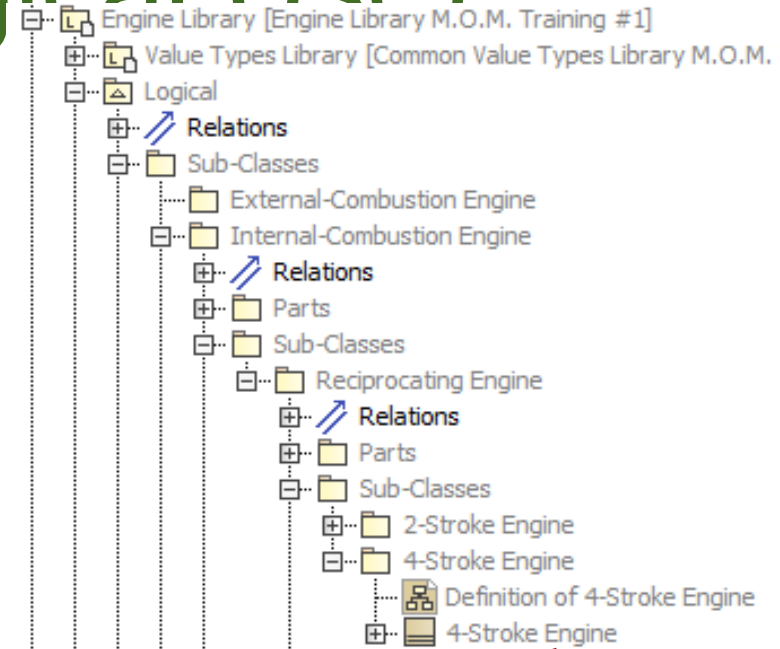 Engine Library [Engine Library M.O.M. Training #1]
Value Types Library [Common Value Types Library M.O.M.
Logical
Relations
Sub-Classes
External-Combustion Engine
Internal-Combustion Engine
Relations
Parts
Sub-Classes
Reciprocating Engine
Relations
Parts
Sub-Classes
2-Stroke Engine
4-Stroke Engine
Definition of 4-Stroke Engine
4-Stroke Engine